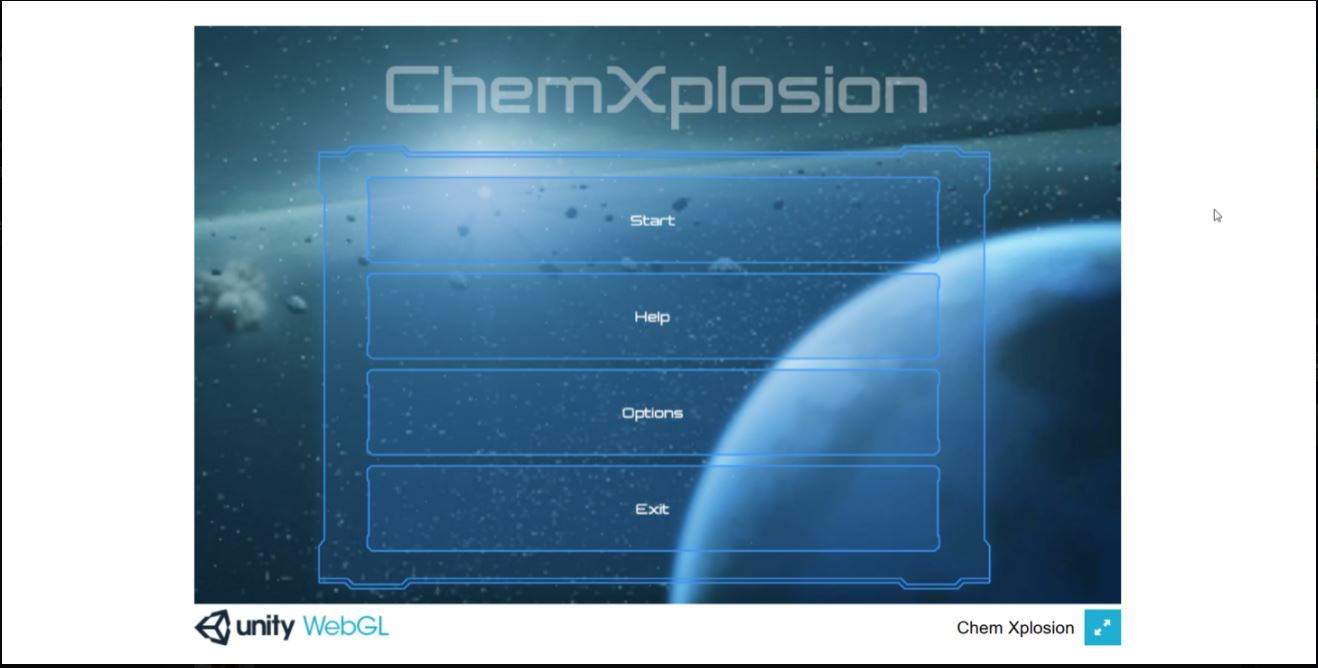 ChemXplosion
Start
Help
Options
Exit
unity WebGL
Chem Xplosion